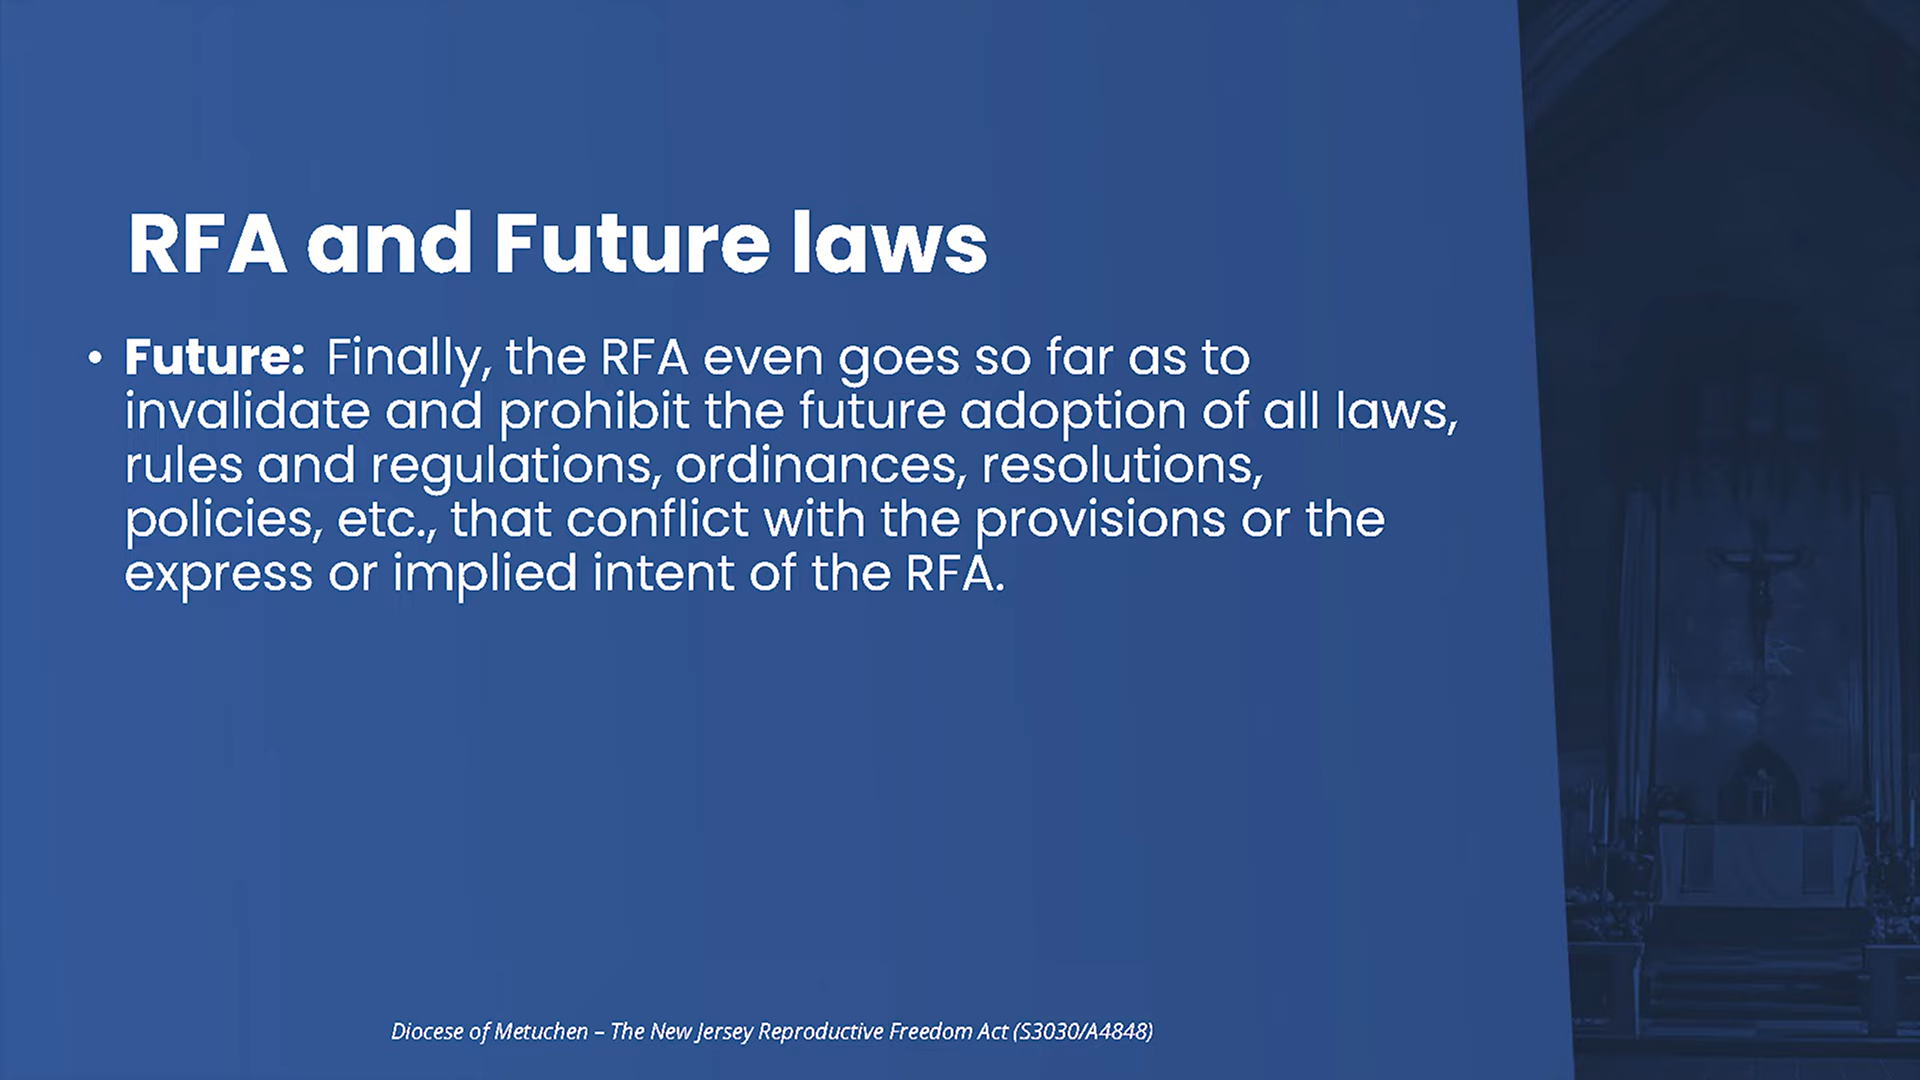 RFA and Future laws
• Future: Finally, the RFA even goes so far as to
invalidate and prohibit the future adoption of all laws,
rules and regulations, ordinances, resolutions,
policies, etc., that conflict with the provisions or the
express or implied intent of the RFA.
Diocese of Metuchen – The New Jersey Reproductive Freedom Act (S3030/A4848)